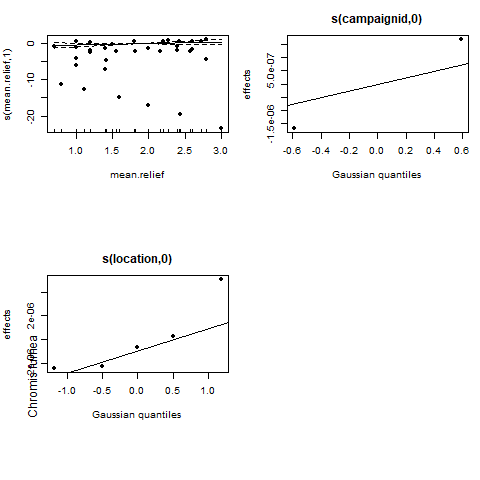 s(campaignid,0)
s(mean.relief,1)
0
-10
-20
1.0
1.5
2.0
2.5
3.0
mean.relief
effects
-1.5e-06
5.0e-07
-0.6
-0.4
-0.2
0.0
0.2
0.4
0.6
Gaussian quantiles
s(location,0)
effects
2e-06
-1.0
-0.5
0.0
0.5
1.0
Gaussian quantiles